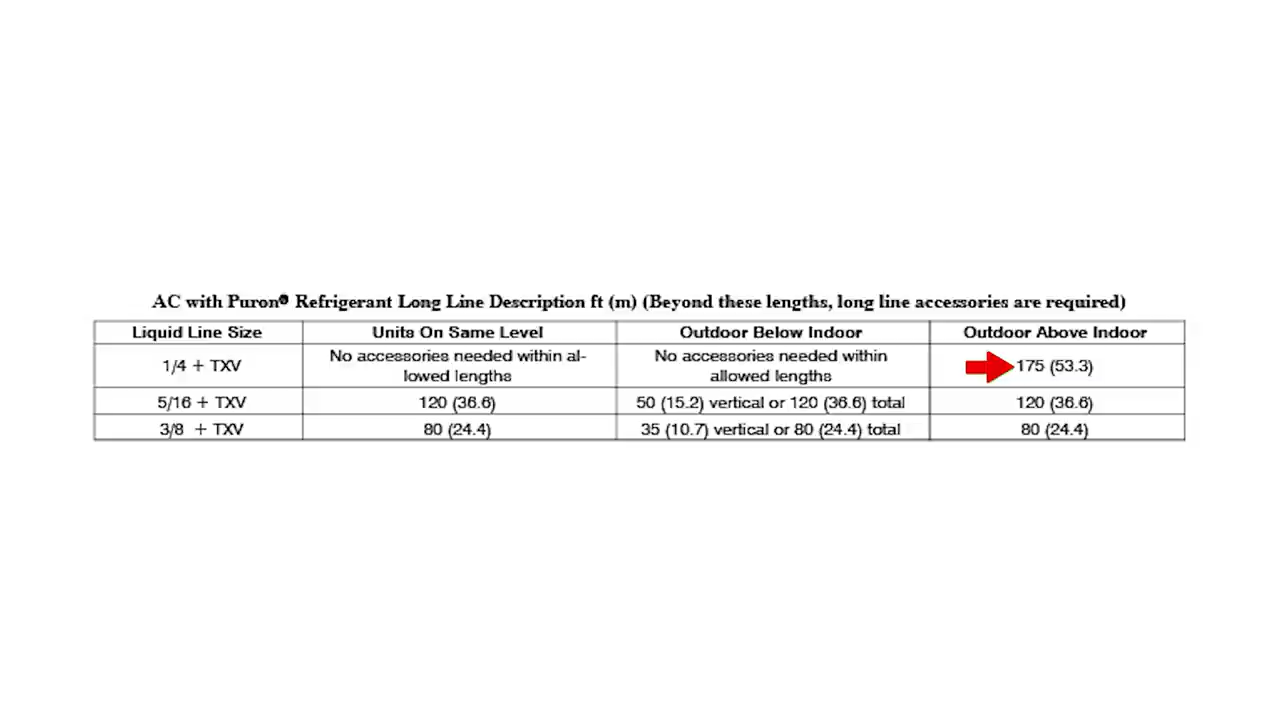 AC with Puron® Refrigerant Long Line Description ft (m) (Beyond these lengths, long line accessories are required)
Liquid Line Size Units On Same Level Outdoor Below Indoor Outdoor Above Indoor
1/4 + TXV No accessories needed within al-
lowed lengths No accessories needed within
allowed lengths 175 (53.3)
5/16 + TXV 120 (36.6) 50 (15.2) vertical or 120 (36.6) total 120 (36.6)
3/8 + TXV 80 (24.4) 35 (10.7) vertical or 80 (24.4) total 80 (24.4)